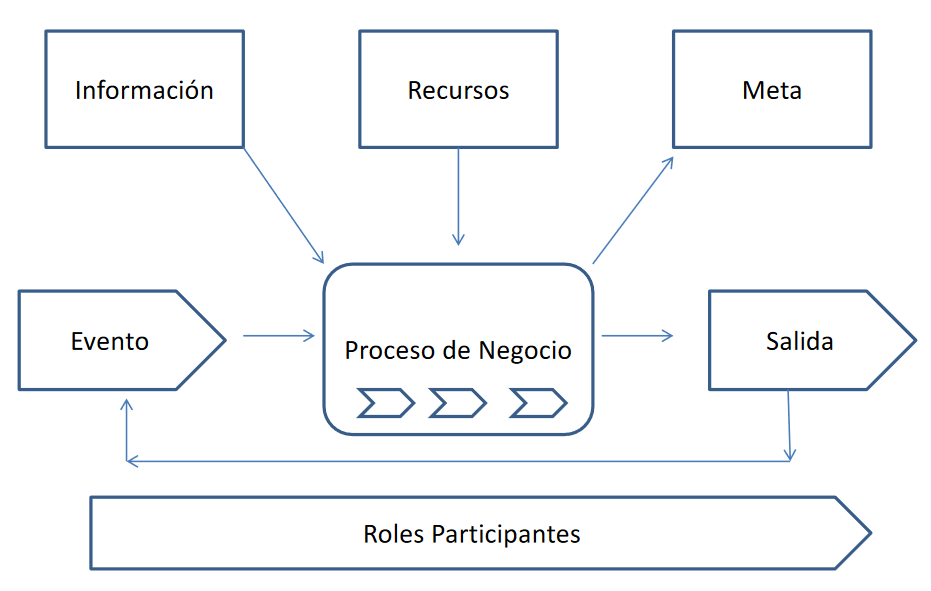 Información
Recursos
Meta
Evento
Proceso de Negocio
Salida
Roles Participantes